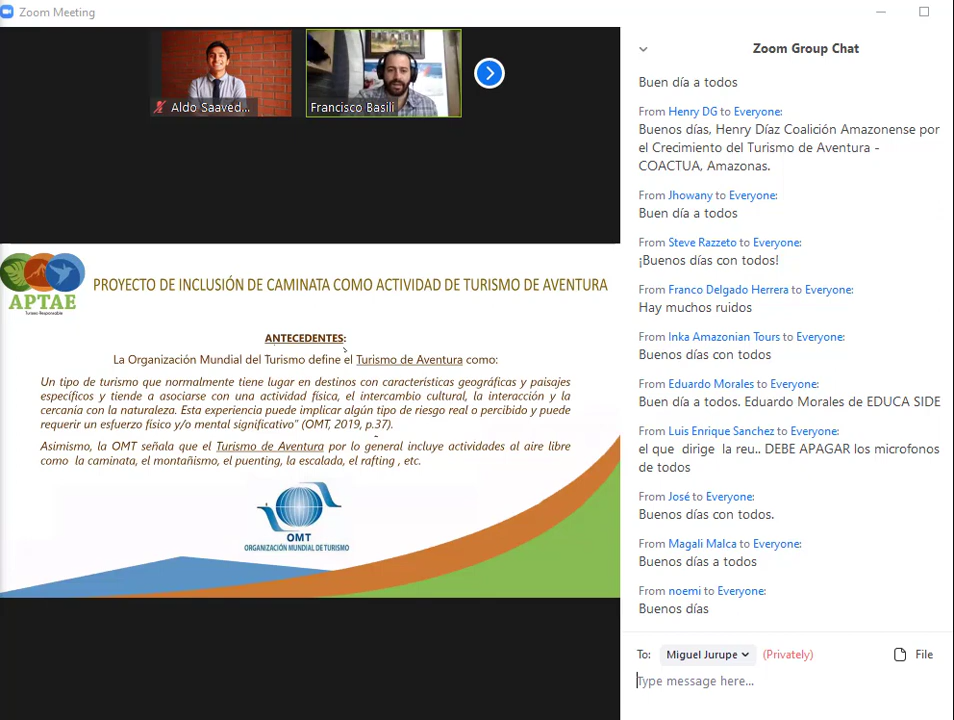 Zoom Meeting
Aldo Saaved...
Francisco Basili
APTAE
Turismo Responsable
PROYECTO DE INCLUSIÓN DE CAMINATA COMO ACTIVIDAD DE TURISMO DE AVENTURA
ANTECEDENTES:
La Organización Mundial del Turismo define el Turismo de Aventura como:
Un tipo de turismo que normalmente tiene lugar en destinos con características geográficas y paisajes
específicos y tiende a asociarse con una actividad física, el intercambio cultural, la interacción y la
cercanía con la naturaleza. Esta experiencia puede implicar algún tipo de riesgo real o percibido y puede
requerir un esfuerzo físico y/o mental significativo" (OMT, 2019, p.37).
Asimismo, la OMT señala que el Turismo de Aventura por lo general incluye actividades al aire libre
como la caminata, el montañismo, el puenting, la escalada, el rafting , etc.
OMT
ORGANIZACIÓN MUNDIAL DE TURISMO
Zoom Group Chat
Buen día a todos
From Henry DG to Everyone:
Buenos días, Henry Díaz Coalición Amazonense por
el Crecimiento del Turismo de Aventura -
COACTUA, Amazonas.
From Jhowany to Everyone:
Buen día a todos
From Steve Razzeto to Everyone:
¡Buenos días con todos!
From Franco Delgado Herrera to Everyone:
Hay muchos ruidos
From Inka Amazonian Tours to Everyone:
Buenos días con todos
From Eduardo Morales to Everyone:
Buen día a todos. Eduardo Morales de EDUCA SIDE
From Luis Enrique Sanchez to Everyone:
el que dirige la reu.. DEBE APAGAR los microfonos
de todos
From José to Everyone:
Buenos días con todos.
From Magali Malca to Everyone:
Buenos días a todos
From noemi to Everyone:
Buenos días
To: Miguel Jurupe (Privately) File
Type message here...